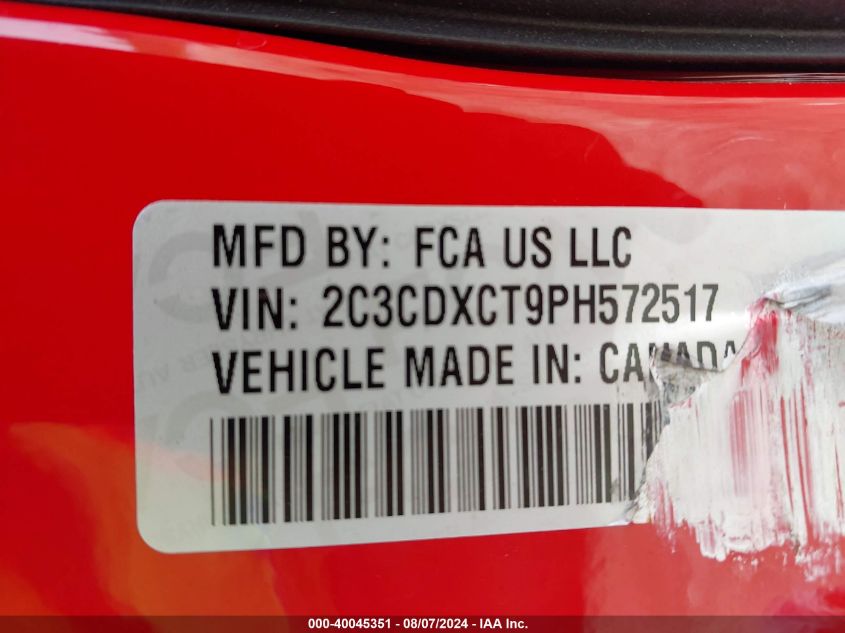 MFD BY: FCA US LLC
VIN: 2C3CDXCT9PH572517
VEHICLE MADE IN: CANADA
000-40045351 - 08/07/2024 - IAA Inc.